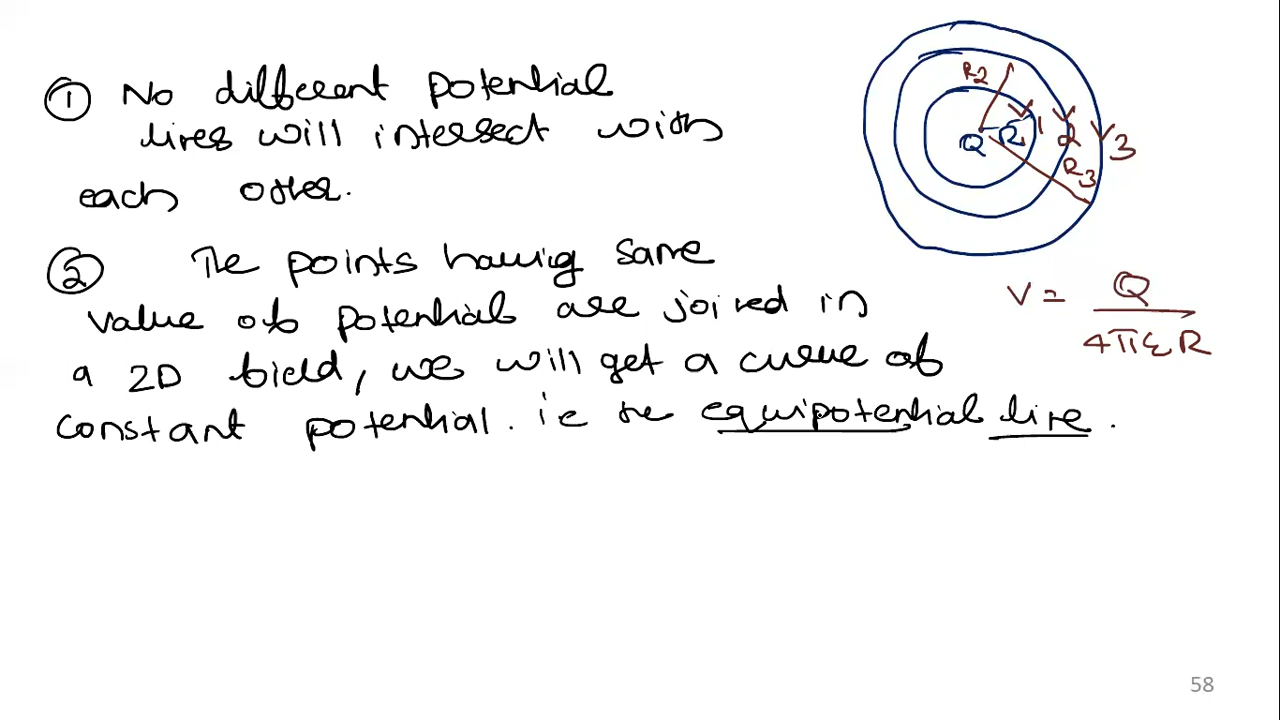 ① No different potential
lines will intersect with
each other.
② The points having same
value of potential are joined in
a 2D field, we will get a curve of
constant potential. ie the equipotential line.
R2
Q R1 V1 V2 V3
R3
V = Q / 4πεR
58